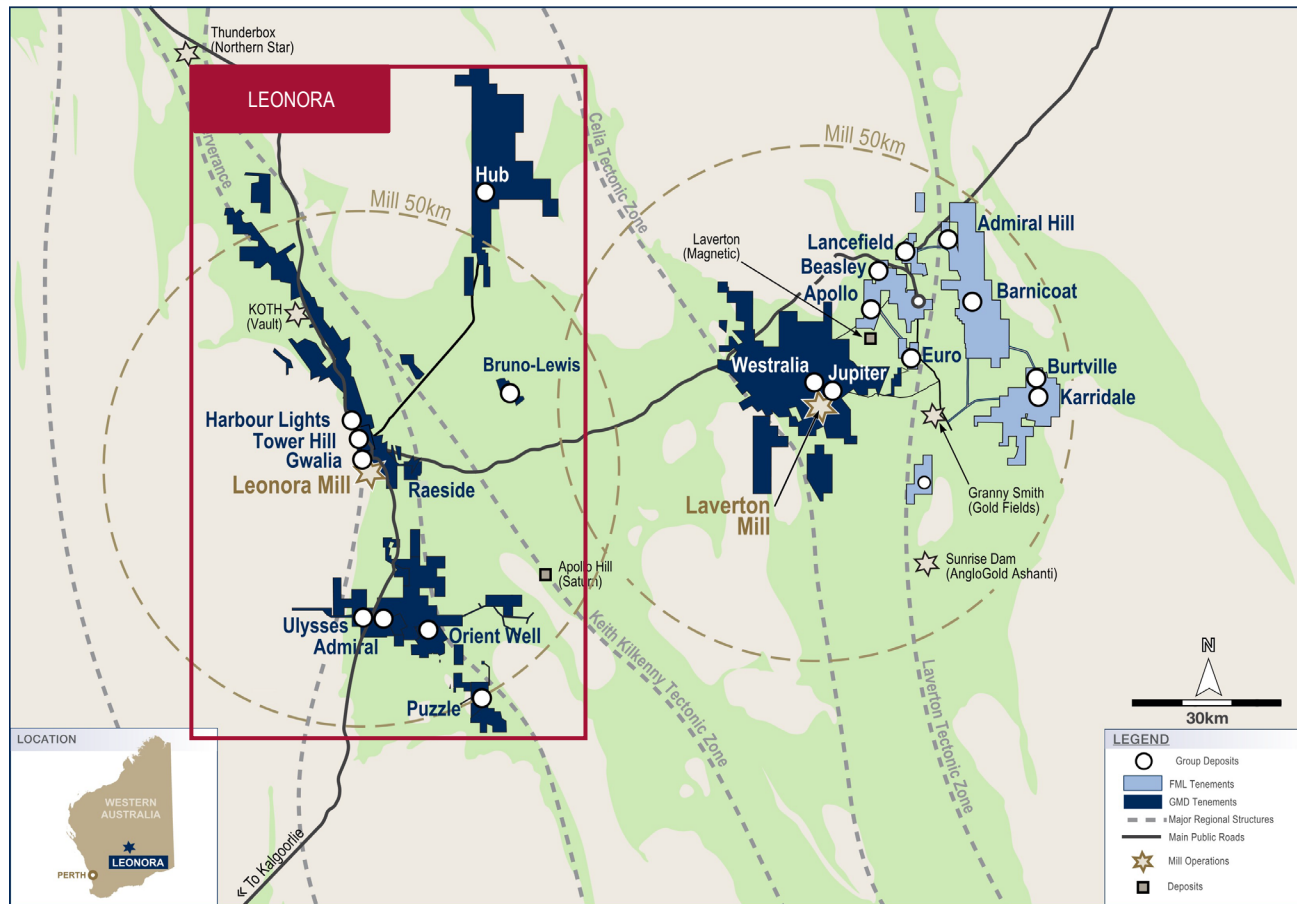 Thunderbox
(Northern Star)
LEONORA
rverance
Celia Tectonic Zone
Mill 50km
Hub
Mill 50km
Admiral Hill
Lancefield
Laverton
(Magnetic)
Beasley
Apollo
Barnicoat
KOTH
(Vault)
Euro
Bruno-Lewis
Westralia
Jupiter
Burtville
Karridale
Harbour Lights
Tower Hill
Gwalia
Leonora Mill
Raeside
Laverton
Mill
Granny Smith
(Gold Fields)
Sunrise Dam
(AngloGold Ashanti)
Apollo Hill
(Saturn)
Ulysses
Admiral
Orient Well
Keith Kilkenny Tectonic Zone
Laverton Tectonic Zone
Puzzle
N
30km
LOCATION
WESTERN
AUSTRALIA
LEONORA
PERTH
« To Kalgoorlie
LEGEND
Group Deposits
FML Tenements
GMD Tenements
Major Regional Structures
Main Public Roads
Mill Operations
Deposits